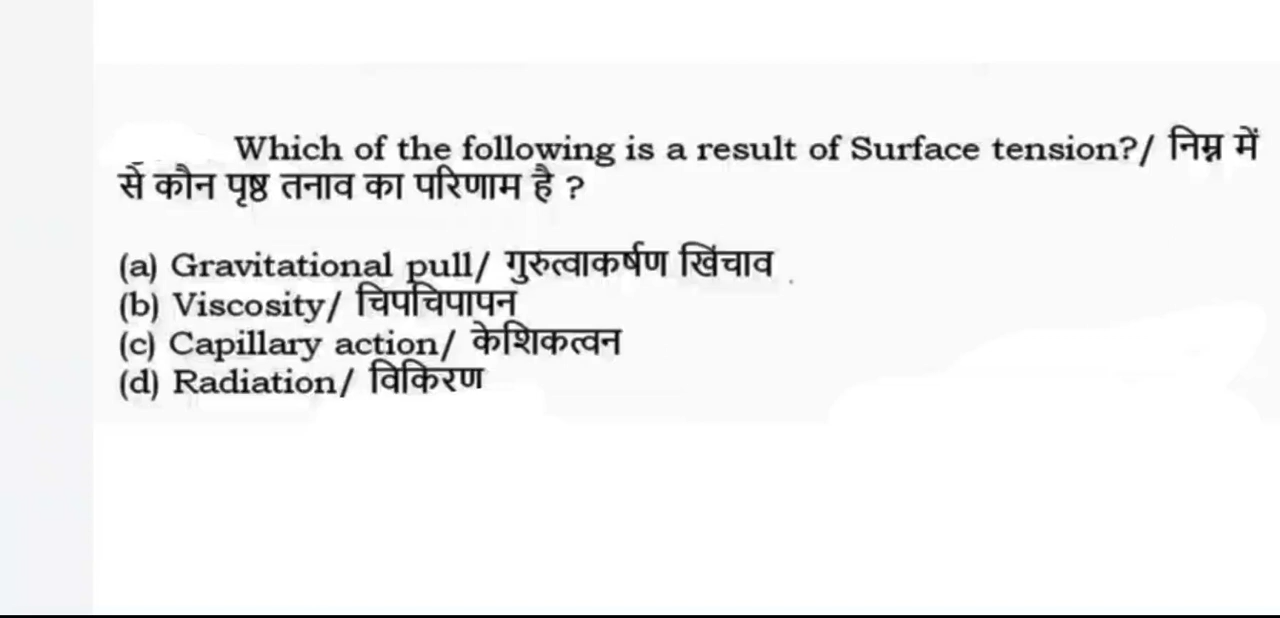 Which of the following is a result of Surface tension?/ निम्न में
से कौन पृष्ठ तनाव का परिणाम है ?
(a) Gravitational pull/ गुरुत्वाकर्षण खिंचाव
(b) Viscosity/ चिपचिपापन
(c) Capillary action/ केशिकत्वन
(d) Radiation/ विकिरण